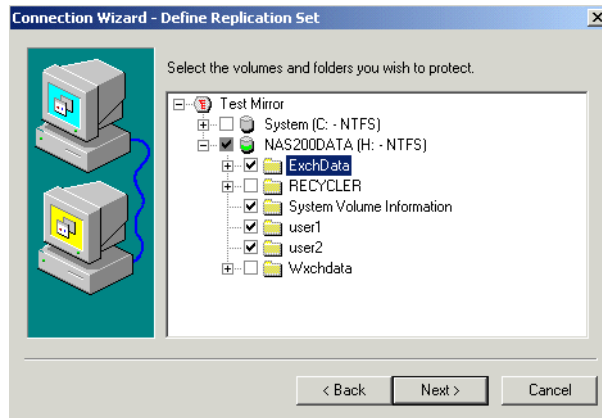 Connection Wizard - Define Replication Set
Select the volumes and folders you wish to protect.
Test Mirror
System (C: - NTFS)
NAS200DATA (H: - NTFS)
ExchData
RECYCLER
System Volume Information
user1
user2
Wxchdata
< Back
Next >
Cancel